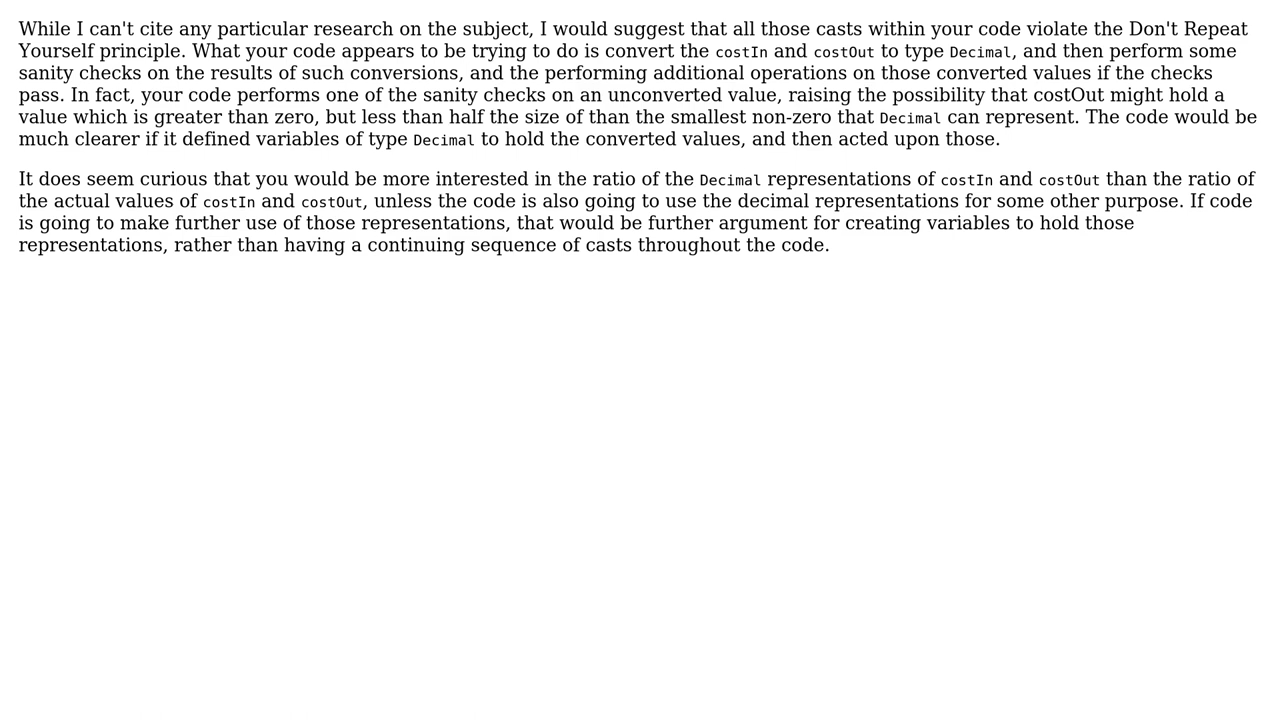 While I can't cite any particular research on the subject, I would suggest that all those casts within your code violate the Don't Repeat
Yourself principle. What your code appears to be trying to do is convert the costIn and costOut to type Decimal, and then perform some
sanity checks on the results of such conversions, and the performing additional operations on those converted values if the checks
pass. In fact, your code performs one of the sanity checks on an unconverted value, raising the possibility that costOut might hold a
value which is greater than zero, but less than half the size of than the smallest non-zero that Decimal can represent. The code would be
much clearer if it defined variables of type Decimal to hold the converted values, and then acted upon those.
It does seem curious that you would be more interested in the ratio of the Decimal representations of costIn and costOut than the ratio of
the actual values of costIn and costOut, unless the code is also going to use the decimal representations for some other purpose. If code
is going to make further use of those representations, that would be further argument for creating variables to hold those
representations, rather than having a continuing sequence of casts throughout the code.